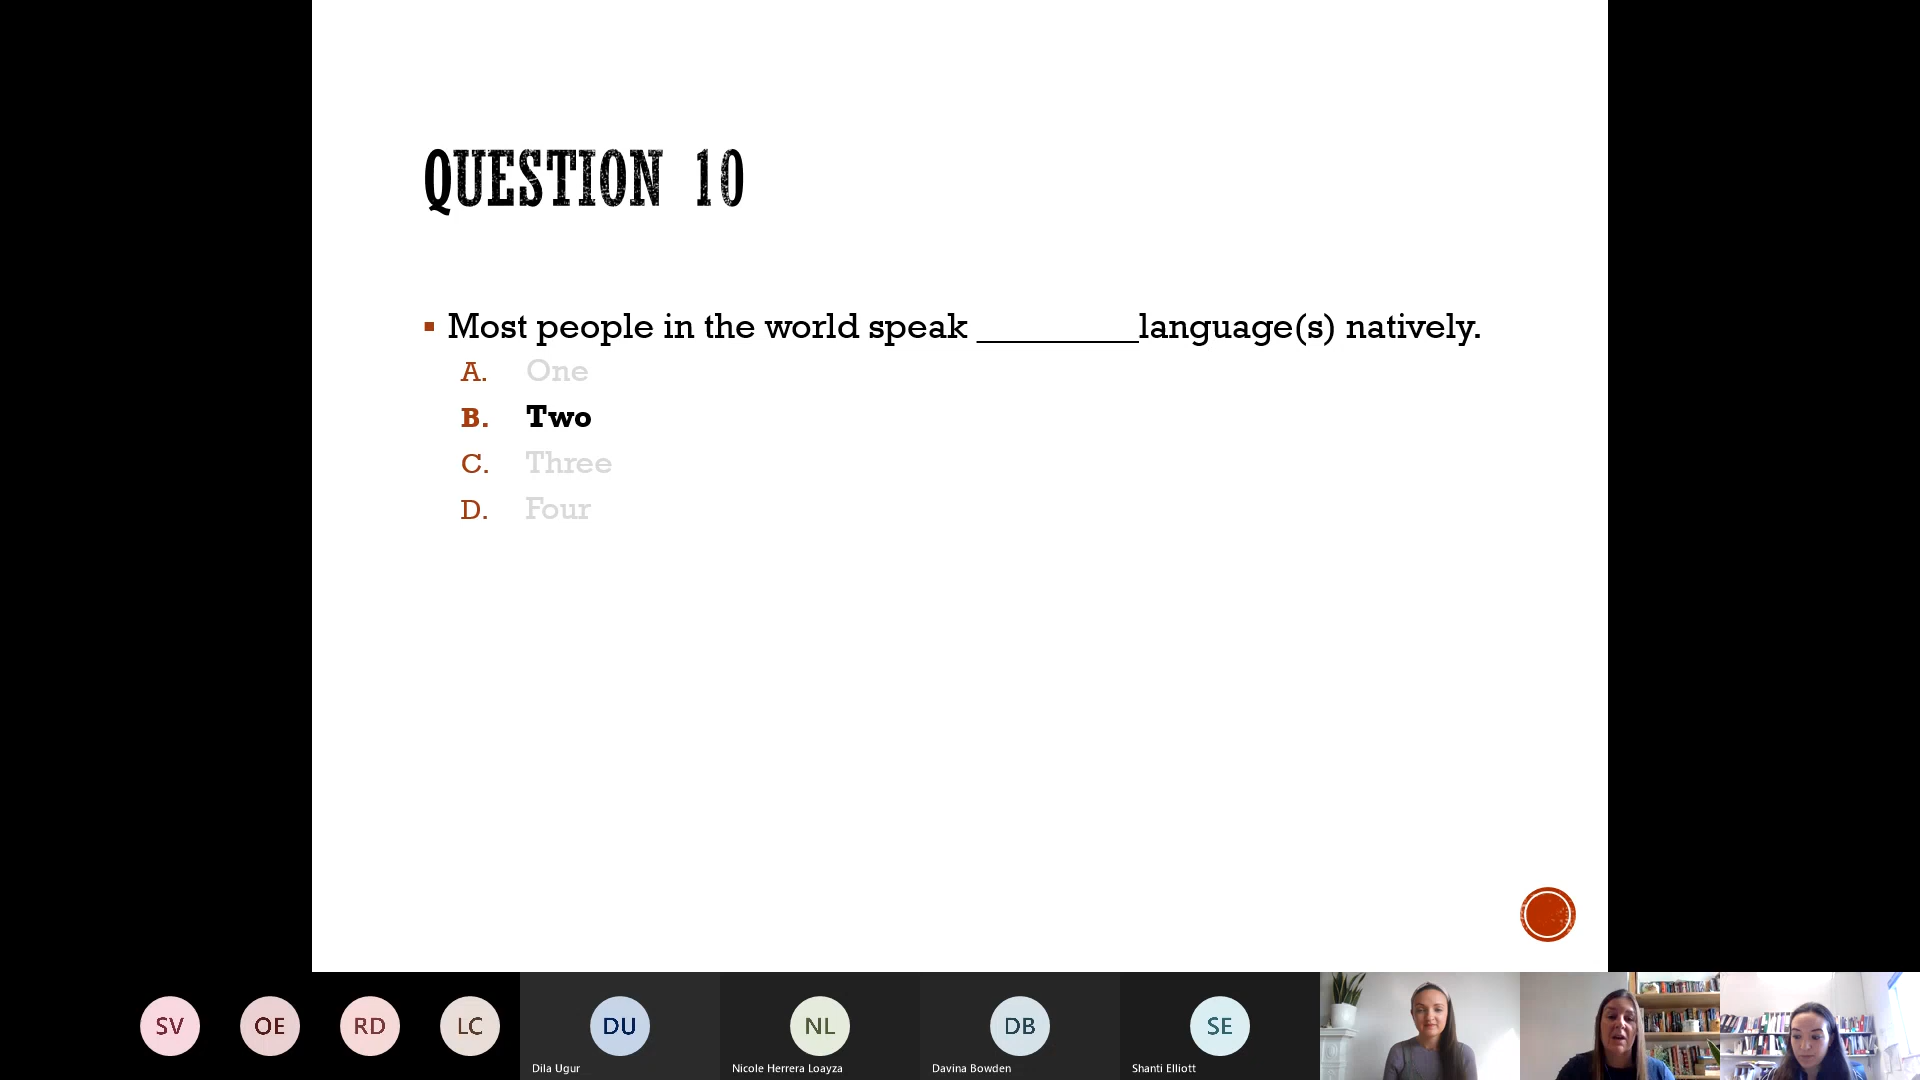 QUESTION 10
▪ Most people in the world speak _________language(s) natively.
A. One
B. Two
C. Three
D. Four
SV
OE
RD
LC
DU
NL
DB
SE
Dila Ugur
Nicole Herrera Loayza
Davina Bowden
Shanti Elliott